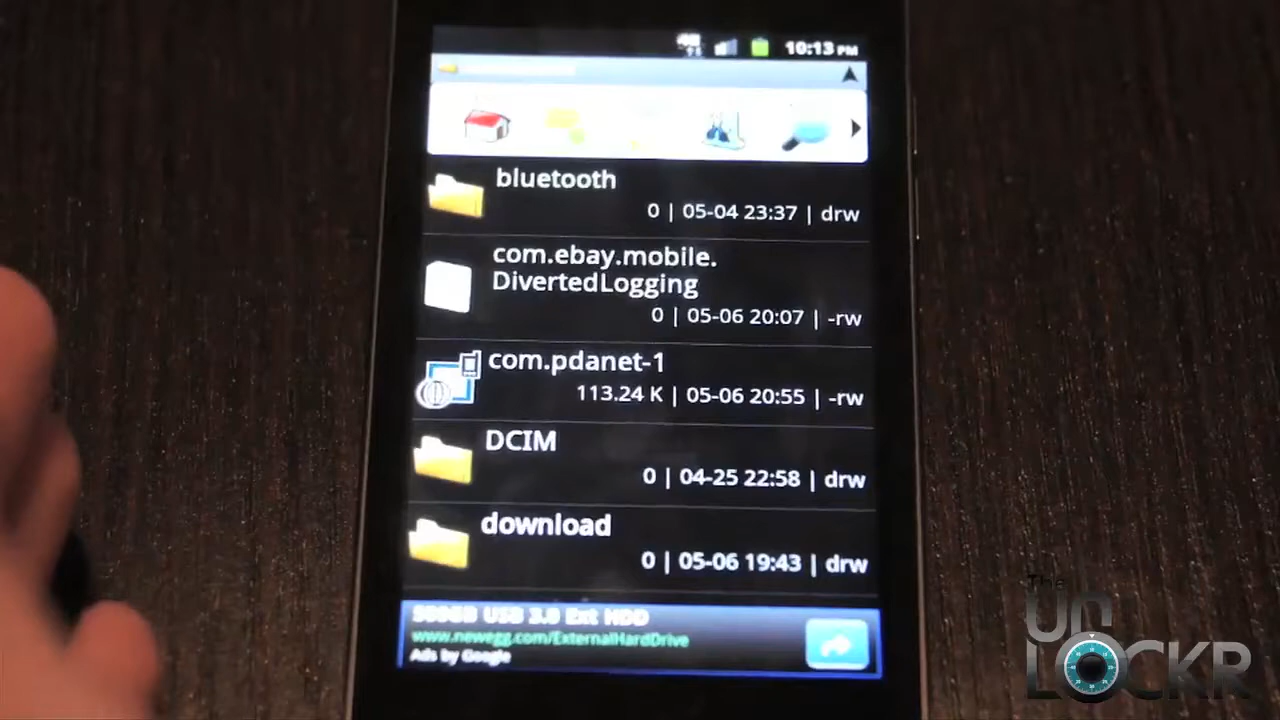 10:13 PM
bluetooth
0 | 05-04 23:37 | drw
com.ebay.mobile.
DivertedLogging
0 | 05-06 20:07 | -rw
com.pdanet-1
113.24 K | 05-06 20:55 | -rw
DCIM
0 | 04-25 22:58 | drw
download
0 | 05-06 19:43 | drw
500GB USB 3.0 Ext HDD
www.newegg.com/ExternalHardDrive
Ads by Google
The
UnLOCKR